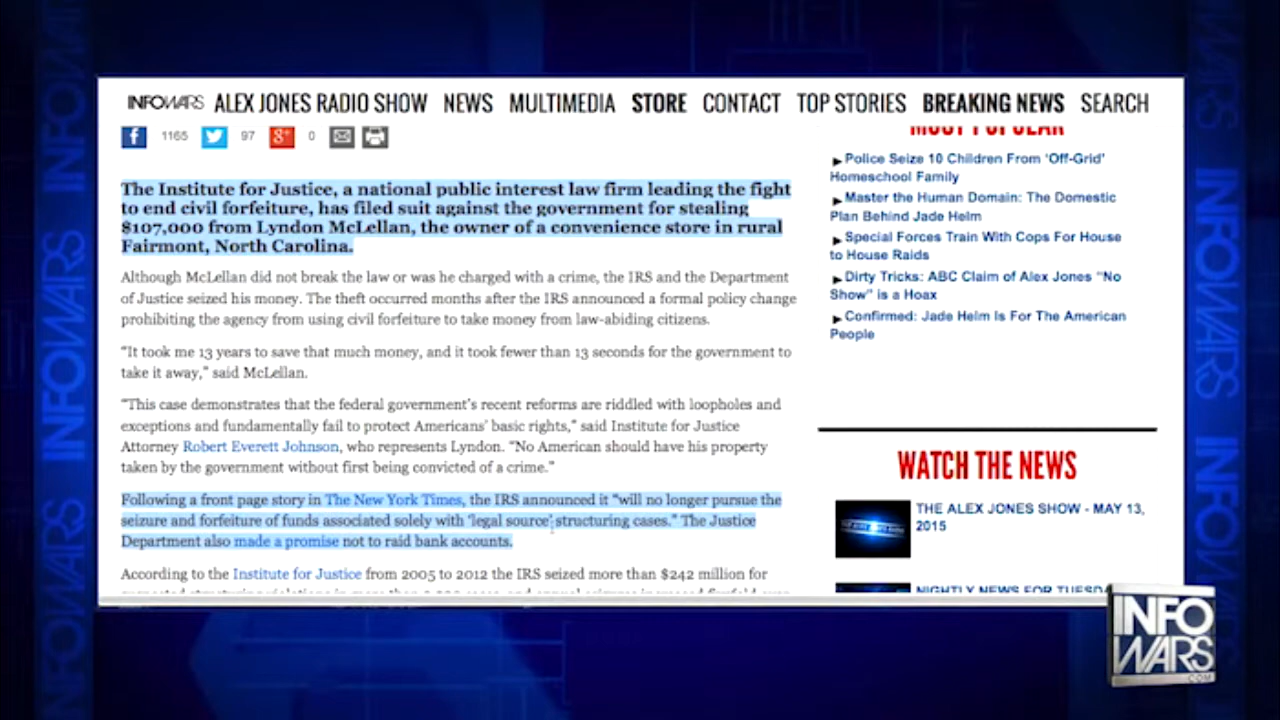 INFOWARS ALEX JONES RADIO SHOW NEWS MULTIMEDIA STORE CONTACT TOP STORIES BREAKING NEWS SEARCH
1165 97 0
The Institute for Justice, a national public interest law firm leading the fight
to end civil forfeiture, has filed suit against the government for stealing
$107,000 from Lyndon McLellan, the owner of a convenience store in rural
Fairmont, North Carolina.
Although McLellan did not break the law or was he charged with a crime, the IRS and the Department
of Justice seized his money. The theft occurred months after the IRS announced a formal policy change
prohibiting the agency from using civil forfeiture to take money from law-abiding citizens.
“It took me 13 years to save that much money, and it took fewer than 13 seconds for the government to
take it away,” said McLellan.
“This case demonstrates that the federal government’s recent reforms are riddled with loopholes and
exceptions and fundamentally fail to protect Americans’ basic rights,” said Institute for Justice
Attorney Robert Everett Johnson, who represents Lyndon. “No American should have his property
taken by the government without first being convicted of a crime.”
Following a front page story in The New York Times, the IRS announced it “will no longer pursue the
seizure and forfeiture of funds associated solely with ‘legal source’ structuring cases.” The Justice
Department also made a promise not to raid bank accounts.
According to the Institute for Justice from 2005 to 2012 the IRS seized more than $242 million for
MOST POPULAR
Police Seize 10 Children From ‘Off-Grid’
Homeschool Family
Master the Human Domain: The Domestic
Plan Behind Jade Helm
Special Forces Train With Cops For House
to House Raids
Dirty Tricks: ABC Claim of Alex Jones “No
Show” is a Hoax
Confirmed: Jade Helm Is For The American
People
WATCH THE NEWS
THE ALEX JONES SHOW - MAY 13,
2015
NIGHTLY NEWS FOR TUESDA
INFO
WARS
.COM
INFOWARS
INFOWARS
INFOWARS
INFOWARS